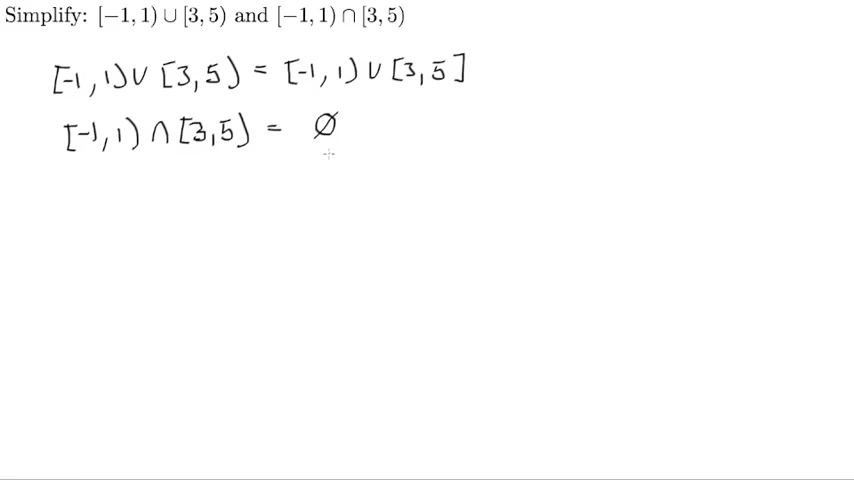 Simplify: [−1, 1) ∪ [3, 5) and [−1, 1) ∩ [3, 5)
[-1, 1) ∪ [3, 5) = [-1, 1) ∪ [3, 5]
[-1, 1) ∩ [3, 5) = ∅